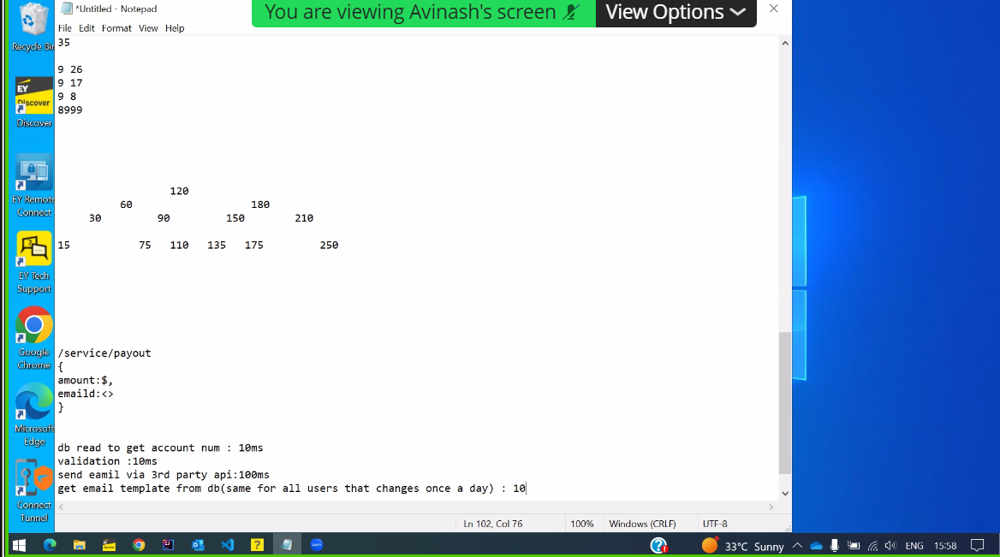 *Untitled - Notepad
You are viewing Avinash's screen
View Options
File Edit Format View Help
Recycle Bin
35
9 26
9 17
9 8
8999
EY
Discover
Discover
EY Remote
Connect
120
60 180
30 90 150 210
15 75 110 135 175 250
EY Tech
Support
Google
Chrome
/service/payout
{
amount:$,
emaild:<>
}
Microsoft
Edge
db read to get account num : 10ms
validation :10ms
send eamil via 3rd party api:100ms
get email template from db(same for all users that changes once a day) : 10
Connect
Tunnel
Ln 102, Col 76 100% Windows (CRLF) UTF-8
33°C Sunny ENG 15:58